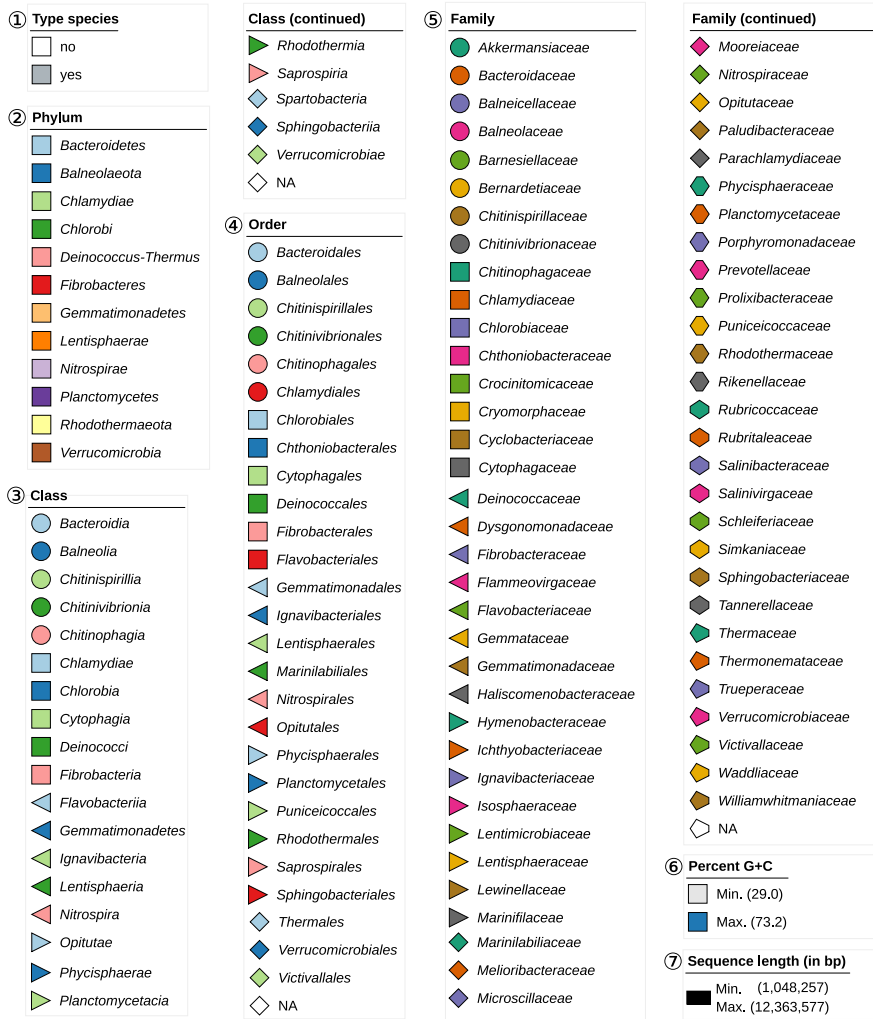 ① Type species
no
yes
② Phylum
Bacteroidetes
Balneolaeota
Chlamydiae
Chlorobi
Deinococcus-Thermus
Fibrobacteres
Gemmatimonadetes
Lentisphaerae
Nitrospirae
Planctomycetes
Rhodothermaeota
Verrucomicrobia
③ Class
Bacteroidia
Balneolia
Chitinispirillia
Chitinivibrionia
Chitinophagia
Chlamydiae
Chlorobia
Cytophagia
Deinococci
Fibrobacteria
Flavobacteriia
Gemmatimonadetes
Ignavibacteria
Lentisphaeria
Nitrospira
Opitutae
Phycisphaerae
Planctomycetacia
Class (continued)
Rhodothermia
Saprospiria
Spartobacteria
Sphingobacteriia
Verrucomicrobiae
NA
④ Order
Bacteroidales
Balneolales
Chitinispirillales
Chitinivibrionales
Chitinophagales
Chlamydiales
Chlorobiales
Chthoniobacterales
Cytophagales
Deinococcales
Fibrobacterales
Flavobacteriales
Gemmatimonadales
Ignavibacteriales
Lentisphaerales
Marinilabiliales
Nitrospirales
Opitutales
Phycisphaerales
Planctomycetales
Puniceicoccales
Rhodothermales
Saprospirales
Sphingobacteriales
Thermales
Verrucomicrobiales
Victivallales
NA
⑤ Family
Akkermansiaceae
Bacteroidaceae
Balneicellaceae
Balneolaceae
Barnesiellaceae
Bernardetiaceae
Chitinispirillaceae
Chitinivibrionaceae
Chitinophagaceae
Chlamydiaceae
Chlorobiaceae
Chthoniobacteraceae
Crocinitomicaceae
Cryomorphaceae
Cyclobacteriaceae
Cytophagaceae
Deinococcaceae
Dysgonomonadaceae
Fibrobacteraceae
Flammeovirgaceae
Flavobacteriaceae
Gemmataceae
Gemmatimonadaceae
Haliscomenobacteraceae
Hymenobacteraceae
Ichthyobacteriaceae
Ignavibacteriaceae
Isosphaeraceae
Lentimicrobiaceae
Lentisphaeraceae
Lewinellaceae
Marinifilaceae
Marinilabiliaceae
Melioribacteraceae
Microscillaceae
Family (continued)
Mooreiaceae
Nitrospiraceae
Opitutaceae
Paludibacteraceae
Parachlamydiaceae
Phycisphaeraceae
Planctomycetaceae
Porphyromonadaceae
Prevotellaceae
Prolixibacteraceae
Puniceicoccaceae
Rhodothermaceae
Rikenellaceae
Rubricoccaceae
Rubritaleaceae
Salinibacteraceae
Salinivirgaceae
Schleiferiaceae
Simkaniaceae
Sphingobacteriaceae
Tannerellaceae
Thermaceae
Thermonemataceae
Trueperaceae
Verrucomicrobiaceae
Victivallaceae
Waddliaceae
Williamwhitmaniaceae
NA
⑥ Percent G+C
Min. (29.0)
Max. (73.2)
⑦ Sequence length (in bp)
Min. (1,048,257)
Max. (12,363,577)